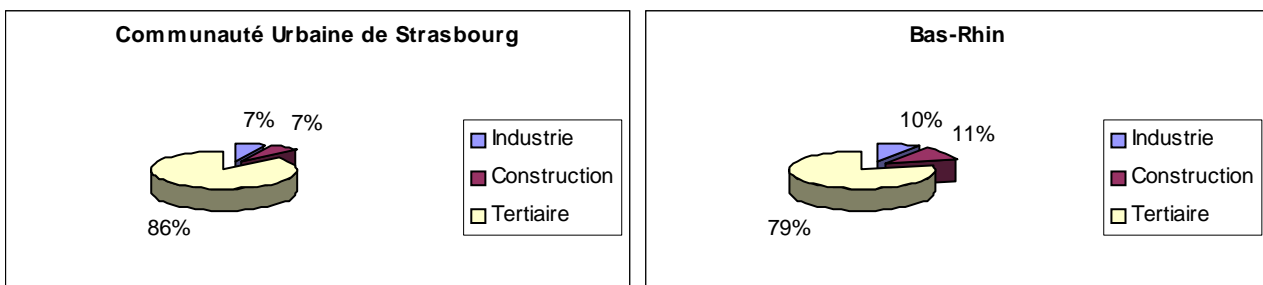 Communauté Urbaine de Strasbourg
7%
7%
86%
Industrie
Construction
Tertiaire
Bas-Rhin
10%
11%
79%
Industrie
Construction
Tertiaire